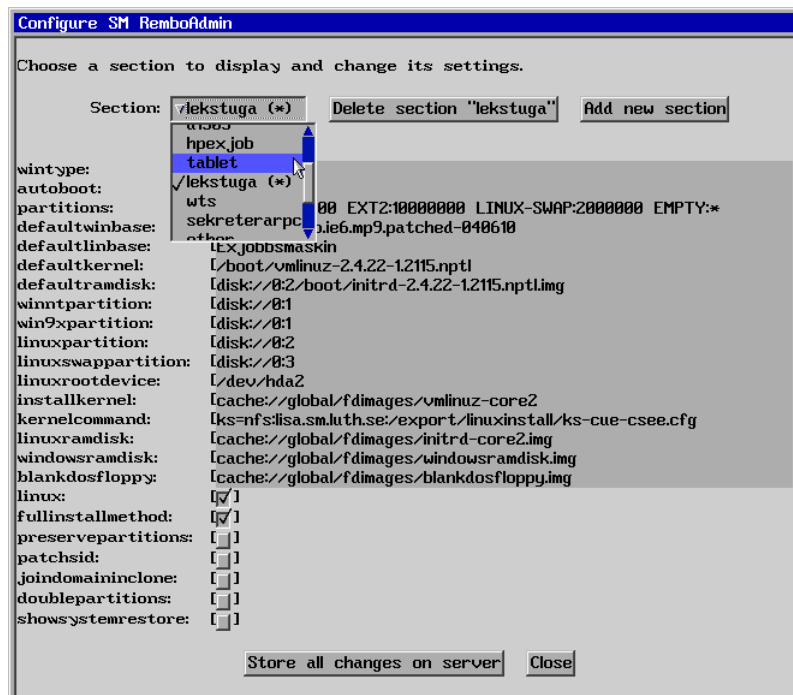 Configure SM RemboAdmin
Choose a section to display and change its settings.
Section: lekstuga (*) Delete section "lekstuga" Add new section
hpexjob
tablet
lekstuga (*)
wts
sekreterarpc
other
wintype:
autoboot:
partitions: 00 EXT2:10000000 LINUX-SWAP:2000000 EMPTY:*
defaultwinbase: .ie6.mp9.patched-040610
defaultlinbase: [Exjobbsmaskin
defaultkernel: [/boot/vmlinuz-2.4.22-1.2115.nptl
defaultramdisk: [disk://0:2/boot/initrd-2.4.22-1.2115.nptl.img
winntpartition: [disk://0:1
win9xpartition: [disk://0:1
linuxpartition: [disk://0:2
linuxswappartition: [disk://0:3
linuxrootdevice: [/dev/hda2
installkernel: [cache://global/fdimages/vmlinuz-core2
kernelcommand: [ks=nfs:lisa.sm.luth.se:/export/linuxinstall/ks-cue-csee.cfg
linuxramdisk: [cache://global/fdimages/initrd-core2.img
windowsramdisk: [cache://global/fdimages/windowsramdisk.img
blankdosfloppy: [cache://global/fdimages/blankdosfloppy.img
linux: [✓]
fullinstallmethod: [✓]
preservepartitions: [ ]
patchsid: [ ]
joindomaininclone: [ ]
doublepartitions: [ ]
showsystemrestore: [ ]
Store all changes on server Close